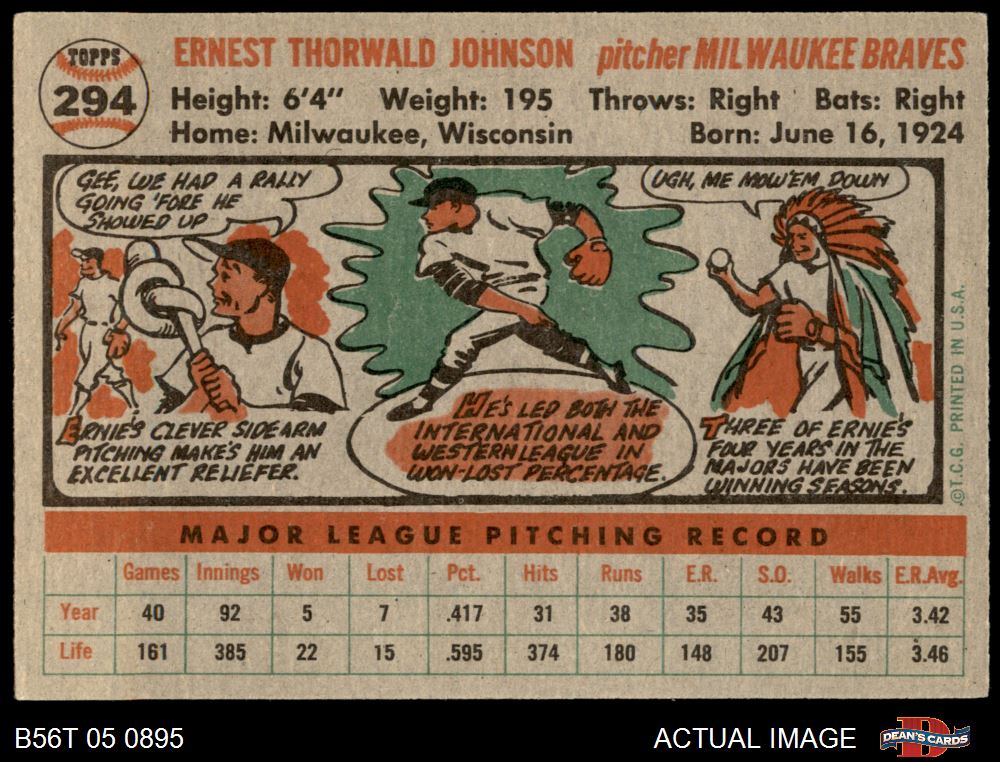 TOPPS
294
ERNEST THORWALD JOHNSON pitcher MILWAUKEE BRAVES
Height: 6'4" Weight: 195 Throws: Right Bats: Right
Home: Milwaukee, Wisconsin Born: June 16, 1924
GEE, WE HAD A RALLY
GOING 'FORE HE
SHOWED UP
ERNIE'S CLEVER SIDEARM
PITCHING MAKES HIM AN
EXCELLENT RELIEFER.
HE'S LED BOTH THE
INTERNATIONAL AND
WESTERN LEAGUE IN
WON-LOST PERCENTAGE.
UGH, ME MOW 'EM DOWN
THREE OF ERNIE'S
FOUR YEARS IN THE
MAJORS HAVE BEEN
WINNING SEASONS.
©T.C.G. PRINTED IN U.S.A.
MAJOR LEAGUE PITCHING RECORD
Games Innings Won Lost Pct. Hits Runs E.R. S.O. Walks E.R.Avg.
Year 40 92 5 7 .417 31 38 35 43 55 3.42
Life 161 385 22 15 .595 374 180 148 207 155 3.46
B56T 05 0895
ACTUAL IMAGE
D
DEAN'S CARDS